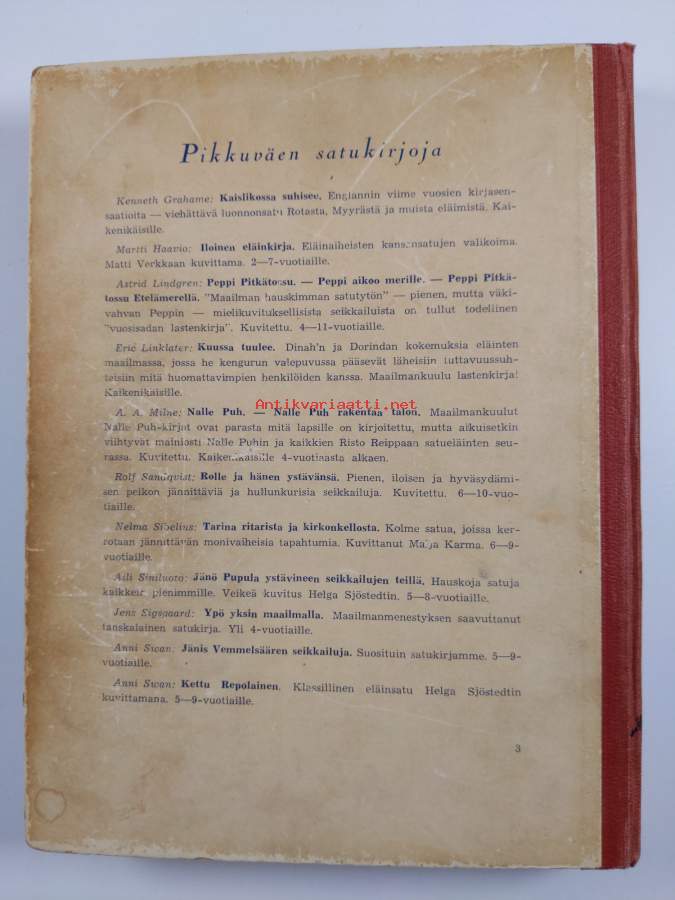 Pikkuväen satukirjoja
Kenneth Grahame: Kaislikossa suhisee. Englannin viime vuosien kirjasen-
saatioita — viehättävä luonnonsatu Rotasta, Myyrästä ja muista eläimistä. Kai-
kenikäisille.
Martti Haavio: Iloinen eläinkirja. Eläinaiheisten kansansatujen valikoima.
Matti Verkkaan kuvittama. 2—7-vuotiaille.
Astrid Lindgren: Peppi Pitkätossu. — Peppi aikoo merille. — Peppi Pitkä-
tossu Etelämerellä. "Maailman hauskimman satutytön" — pienen, mutta väki-
vahvan Pepin — mielikuvituksellisista seikkailuista on tullut todellinen
"vuosisadan lastenkirja". Kuvitettu. 4—11-vuotiaille.
Eric Linklater: Kuussa tuulee. Dinah'n ja Dorindan kokemuksia eläinten
maailmassa, jossa he kengurun valepuvussa pääsevät läheisiin tuttavuussuh-
teisiin mitä huomattavimpien henkilöiden kanssa. Maailmankuulu lastenkirja!
Kaikenikäisille.
Antikvariaatti.net
A. A. Milne: Nalle Puh. — Nalle Puh rakentaa talon. Maailmankuulut
Nalle Puh-kirjat ovat parasta mitä lapsille on kirjoitettu, mutta aikuisetkin
viihtyvät mainiosti Nalle Puhin ja kaikkien Risto Reippaan satueläinten seu-
rassa. Kuvitettu. Kaikenikäisille 4-vuotiaasta alkaen.
Rolf Sandqvist: Rolle ja hänen ystävänsä. Pienen, iloisen ja hyväsydämi-
sen peikon jännittäviä ja hullunkurisia seikkailuja. Kuvitettu. 6—10-vuo-
tiaille.
Nelma Sibelius: Tarina ritarista ja kirkonkellosta. Kolme satua, joissa ker-
rotaan jännittävän monivaiheisia tapahtumia. Kuvittanut Maija Karma. 6—9-
vuotiaille.
Aili Siniluoto: Jänö Pupula ystävineen seikkailujen teillä. Hauskoja satuja
kaikkein pienimmille. Veikeä kuvitus Helga Sjöstedtin. 5—8-vuotiaille.
Jens Sigsgaard: Ypö yksin maailmalla. Maailmanmenestyksen saavuttanut
tanskalainen satukirja. Yli 4-vuotiaille.
Anni Swan: Jänis Vemmelsäären seikkailuja. Suosituin satukirjamme. 5—9-
vuotiaille.
Anni Swan: Kettu Repolainen. Klassillinen eläinsatu Helga Sjöstedtin
kuvittamana. 5—9-vuotiaille.
3